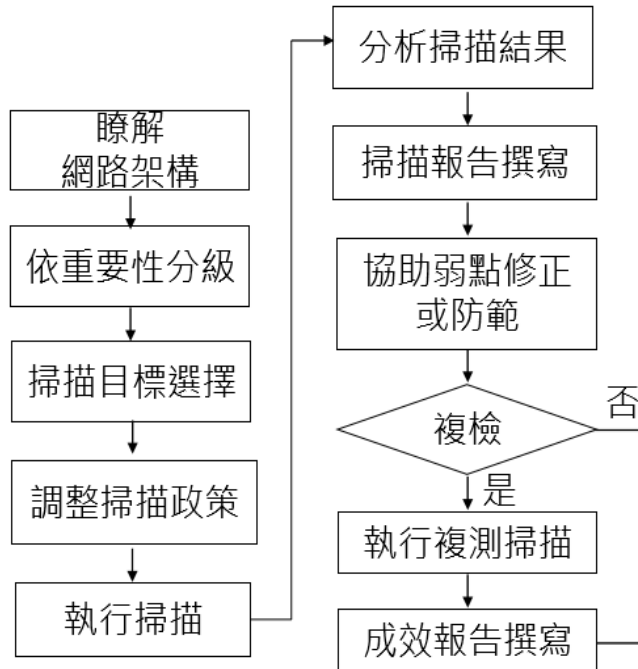 瞭解
網路架構
依重要性分級
掃描目標選擇
調整掃描政策
執行掃描
分析掃描結果
掃描報告撰寫
協助弱點修正
或防範
複檢
否
是
執行複測掃描
成效報告撰寫